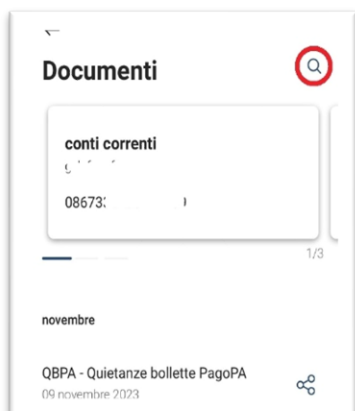 Documenti
conti correnti
08673
1/3
novembre
QBPA - Quietanze bollette PagoPA
09 novembre 2023